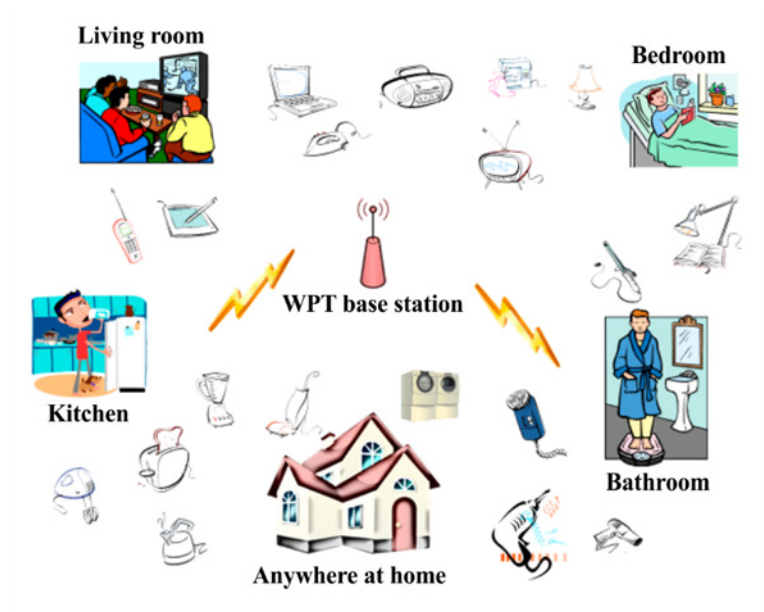 Living room
Bedroom
WPT base station
Kitchen
Bathroom
Anywhere at home